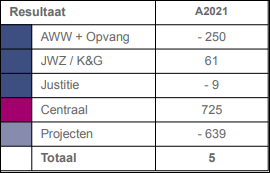 Resultaat A2021
AWW + Opvang - 250
JWZ / K&G 61
Justitie - 9
Centraal 725
Projecten - 639
Totaal 5